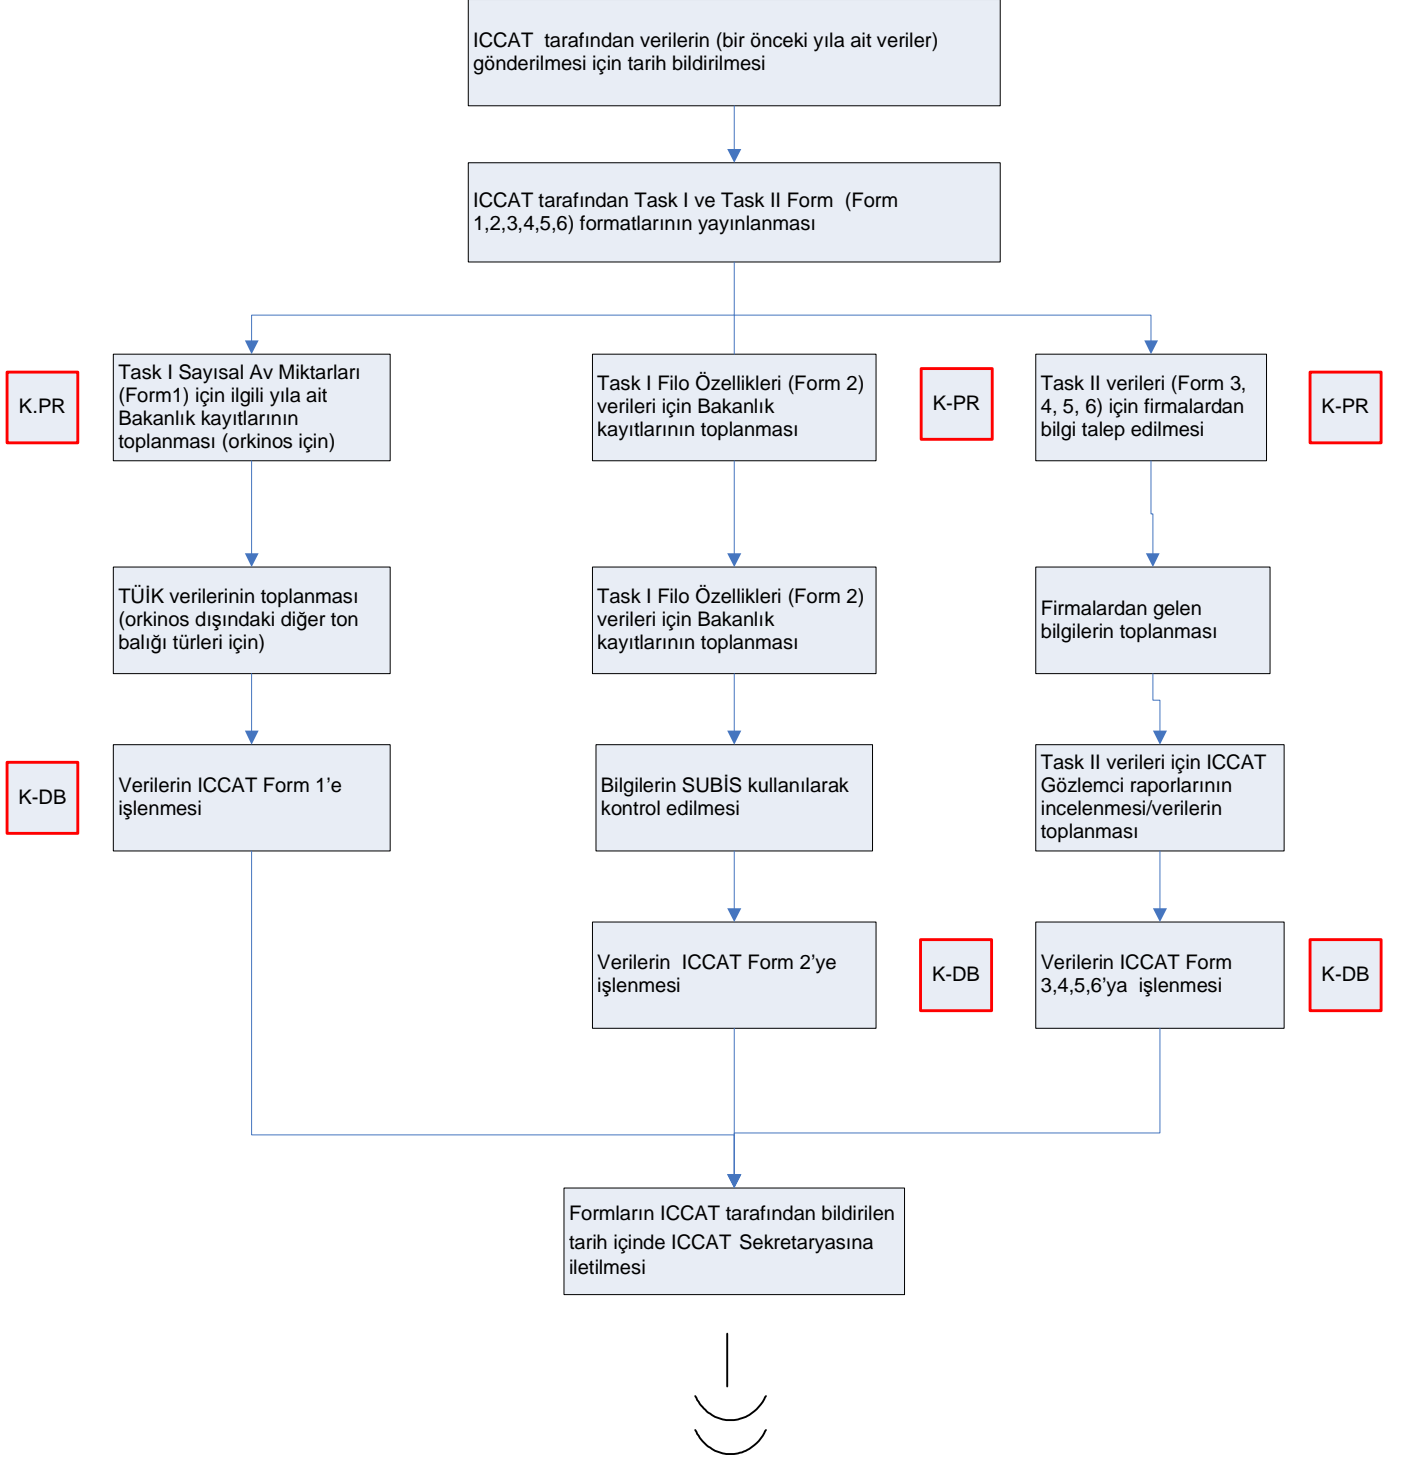 ICCAT  tarafından verilerin (bir önceki yıla ait veriler)
gönderilmesi için tarih bildirilmesi
ICCAT tarafından Task I ve Task II Form  (Form
1,2,3,4,5,6) formatlarının yayınlanması
K.PR
Task I Sayısal Av Miktarları
(Form1) için ilgili yıla ait
Bakanlık kayıtlarının
toplanması (orkinos için)
Task I Filo Özellikleri (Form 2)
verileri için Bakanlık
kayıtlarının toplanması
K-PR
Task II verileri (Form 3,
4, 5, 6) için firmalardan
bilgi talep edilmesi
K-PR
TÜİK verilerinin toplanması
(orkinos dışındaki diğer ton
balığı türleri için)
Task I Filo Özellikleri (Form 2)
verileri için Bakanlık
kayıtlarının toplanması
Firmalardan gelen
bilgilerin toplanması
K-DB
Verilerin ICCAT Form 1’e
işlenmesi
Bilgilerin SUBİS kullanılarak
kontrol edilmesi
Task II verileri için ICCAT
Gözlemci raporlarının
incelenmesi/verilerin
toplanması
Verilerin  ICCAT Form 2’ye
işlenmesi
K-DB
Verilerin ICCAT Form
3,4,5,6’ya  işlenmesi
K-DB
Formların ICCAT tarafından bildirilen
tarih içinde ICCAT Sekretaryasına
iletilmesi